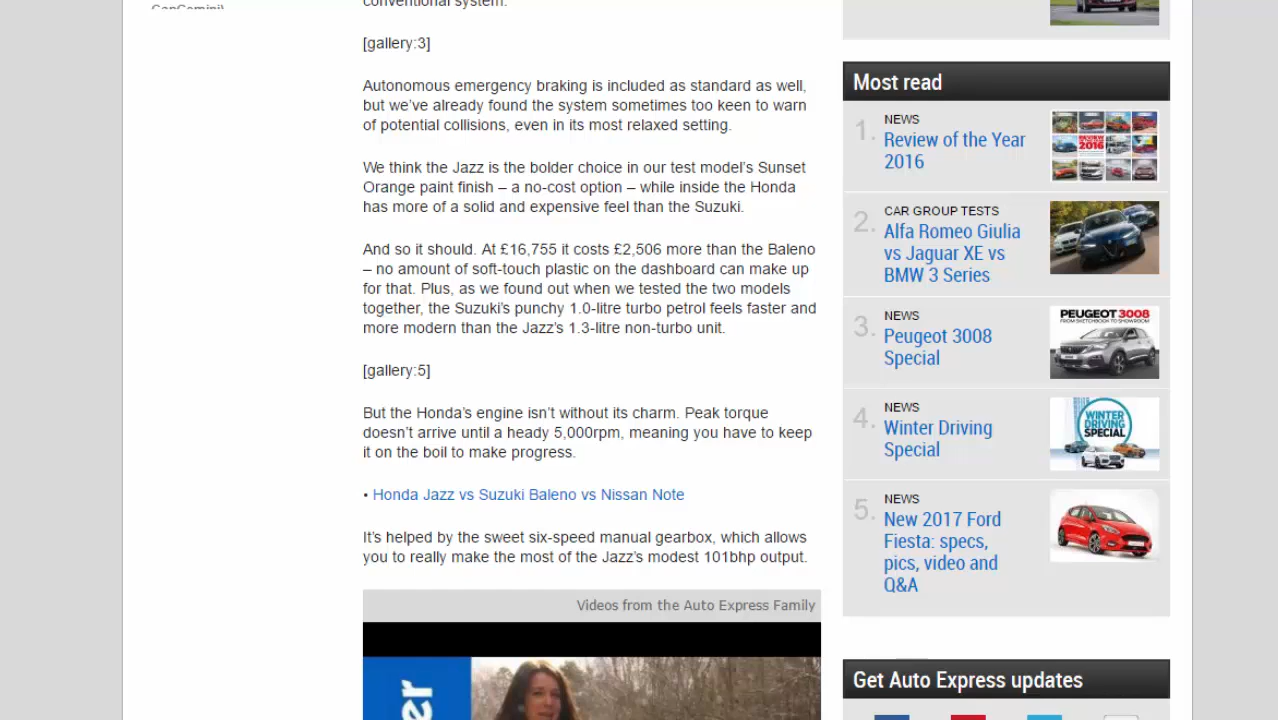 conventional system.
[gallery:3]
Autonomous emergency braking is included as standard as well,
but we’ve already found the system sometimes too keen to warn
of potential collisions, even in its most relaxed setting.
We think the Jazz is the bolder choice in our test model’s Sunset
Orange paint finish – a no-cost option – while inside the Honda
has more of a solid and expensive feel than the Suzuki.
And so it should. At £16,755 it costs £2,506 more than the Baleno
– no amount of soft-touch plastic on the dashboard can make up
for that. Plus, as we found out when we tested the two models
together, the Suzuki’s punchy 1.0-litre turbo petrol feels faster and
more modern than the Jazz’s 1.3-litre non-turbo unit.
[gallery:5]
But the Honda’s engine isn’t without its charm. Peak torque
doesn’t arrive until a heady 5,000rpm, meaning you have to keep
it on the boil to make progress.
• Honda Jazz vs Suzuki Baleno vs Nissan Note
It’s helped by the sweet six-speed manual gearbox, which allows
you to really make the most of the Jazz’s modest 101bhp output.
Videos from the Auto Express Family
er
Most read
1.
NEWS
Review of the Year
2016
REVIEW
OF THE YEAR
2016
2.
CAR GROUP TESTS
Alfa Romeo Giulia
vs Jaguar XE vs
BMW 3 Series
3.
NEWS
Peugeot 3008
Special
PEUGEOT 3008
FROM SKETCHBOOK TO SHOWROOM
4.
NEWS
Winter Driving
Special
WINTER
DRIVING
SPECIAL
5.
NEWS
New 2017 Ford
Fiesta: specs,
pics, video and
Q&A
Get Auto Express updates